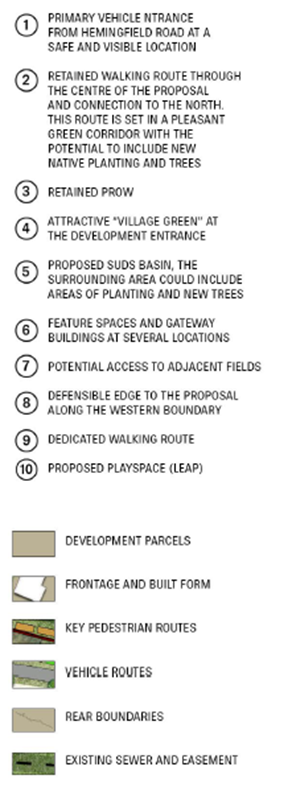 1 PRIMARY VEHICLE NTRANCE
FROM HEMINGFIELD ROAD AT A
SAFE AND VISIBLE LOCATION
2 RETAINED WALKING ROUTE THROUGH
THE CENTRE OF THE PROPOSAL
AND CONNECTION TO THE NORTH.
THIS ROUTE IS SET IN A PLEASANT
GREEN CORRIDOR WITH THE
POTENTIAL TO INCLUDE NEW
NATIVE PLANTING AND TREES
3 RETAINED PROW
4 ATTRACTIVE "VILLAGE GREEN" AT
THE DEVELOPMENT ENTRANCE
5 PROPOSED SUDS BASIN, THE
SURROUNDING AREA COULD INCLUDE
AREAS OF PLANTING AND NEW TREES
6 FEATURE SPACES AND GATEWAY
BUILDINGS AT SEVERAL LOCATIONS
7 POTENTIAL ACCESS TO ADJACENT FIELDS
8 DEFENSIBLE EDGE TO THE PROPOSAL
ALONG THE WESTERN BOUNDARY
9 DEDICATED WALKING ROUTE
10 PROPOSED PLAYSPACE (LEAP)
DEVELOPMENT PARCELS
FRONTAGE AND BUILT FORM
KEY PEDESTRIAN ROUTES
VEHICLE ROUTES
REAR BOUNDARIES
EXISTING SEWER AND EASEMENT